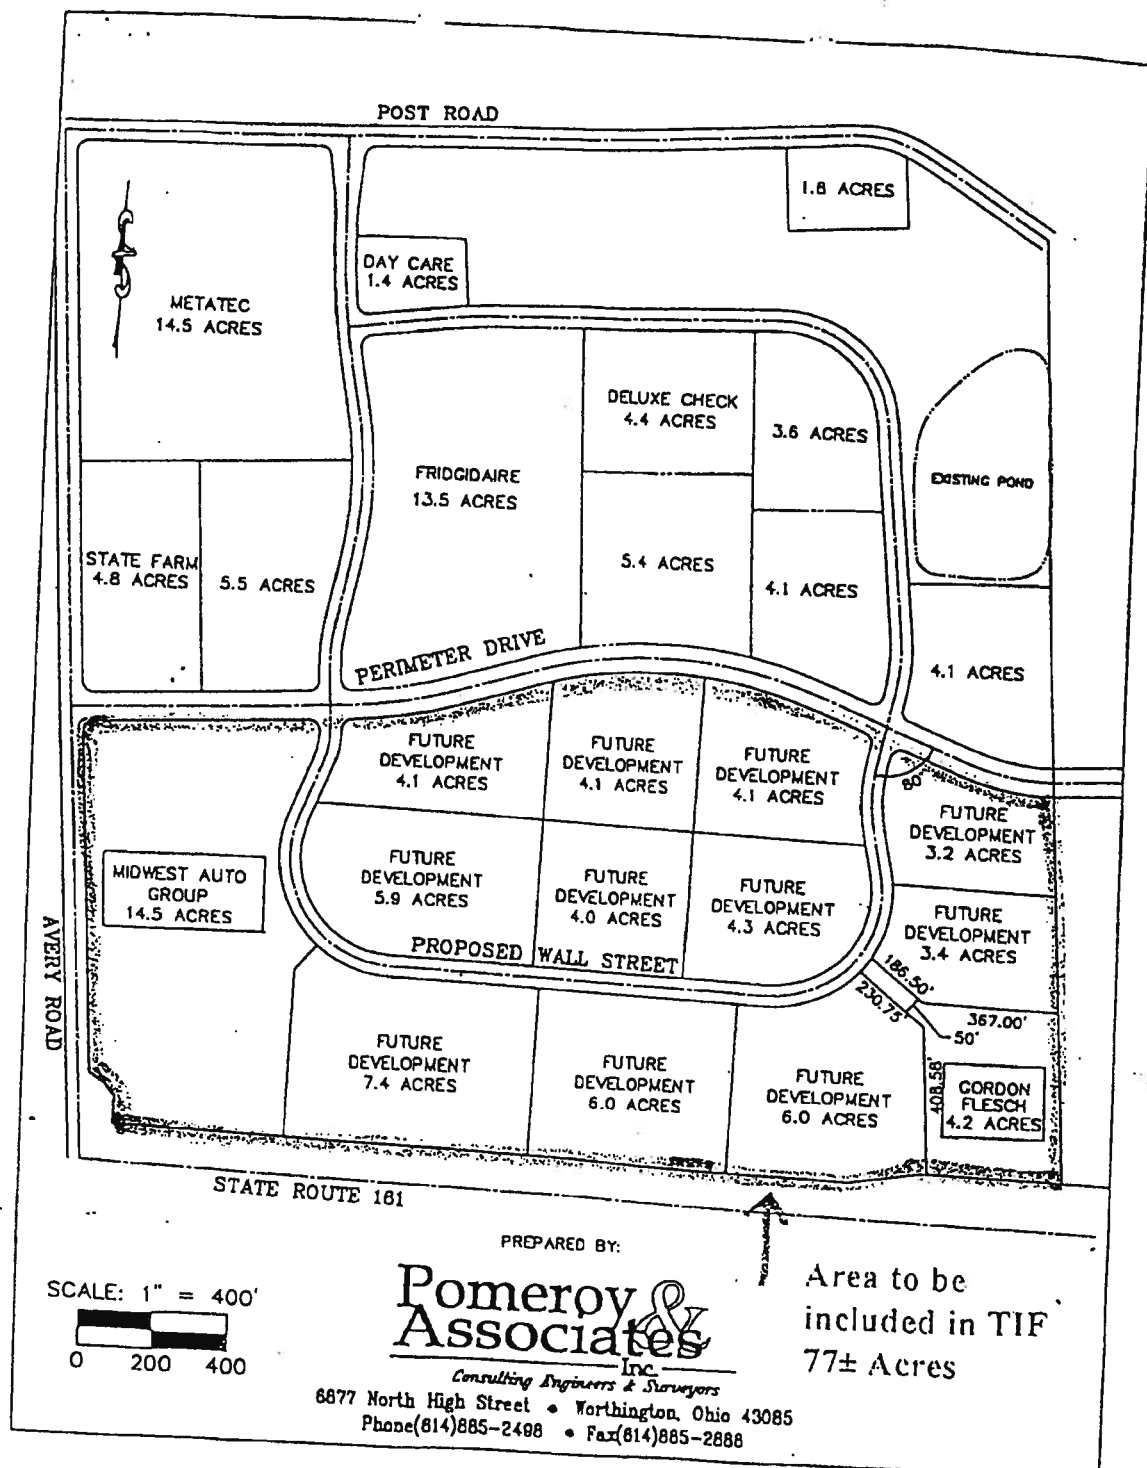 POST ROAD
1.8 ACRES
DAY CARE
1.4 ACRES
METATEC
14.5 ACRES
DELUXE CHECK
4.4 ACRES
3.6 ACRES
FRIDGIDAIRE
13.5 ACRES
EXISTING POND
STATE FARM
4.8 ACRES
5.5 ACRES
5.4 ACRES
4.1 ACRES
PERIMETER DRIVE
4.1 ACRES
FUTURE
DEVELOPMENT
4.1 ACRES
FUTURE
DEVELOPMENT
4.1 ACRES
FUTURE
DEVELOPMENT
4.1 ACRES
80'
FUTURE
DEVELOPMENT
3.2 ACRES
MIDWEST AUTO
GROUP
14.5 ACRES
FUTURE
DEVELOPMENT
5.9 ACRES
FUTURE
DEVELOPMENT
4.0 ACRES
FUTURE
DEVELOPMENT
4.3 ACRES
FUTURE
DEVELOPMENT
3.4 ACRES
AVERY ROAD
PROPOSED WALL STREET
186.50'
230.75'
367.00'
50'
408.58'
FUTURE
DEVELOPMENT
7.4 ACRES
FUTURE
DEVELOPMENT
6.0 ACRES
FUTURE
DEVELOPMENT
6.0 ACRES
GORDON
FLESCH
4.2 ACRES
STATE ROUTE 161
PREPARED BY:
Pomeroy &
Associates
Inc.
Consulting Engineers & Surveyors
6877 North High Street • Worthington, Ohio 43085
Phone(614)885-2498 • Fax(614)885-2888
SCALE: 1" = 400'
0 200 400
Area to be
included in TIF
77± Acres